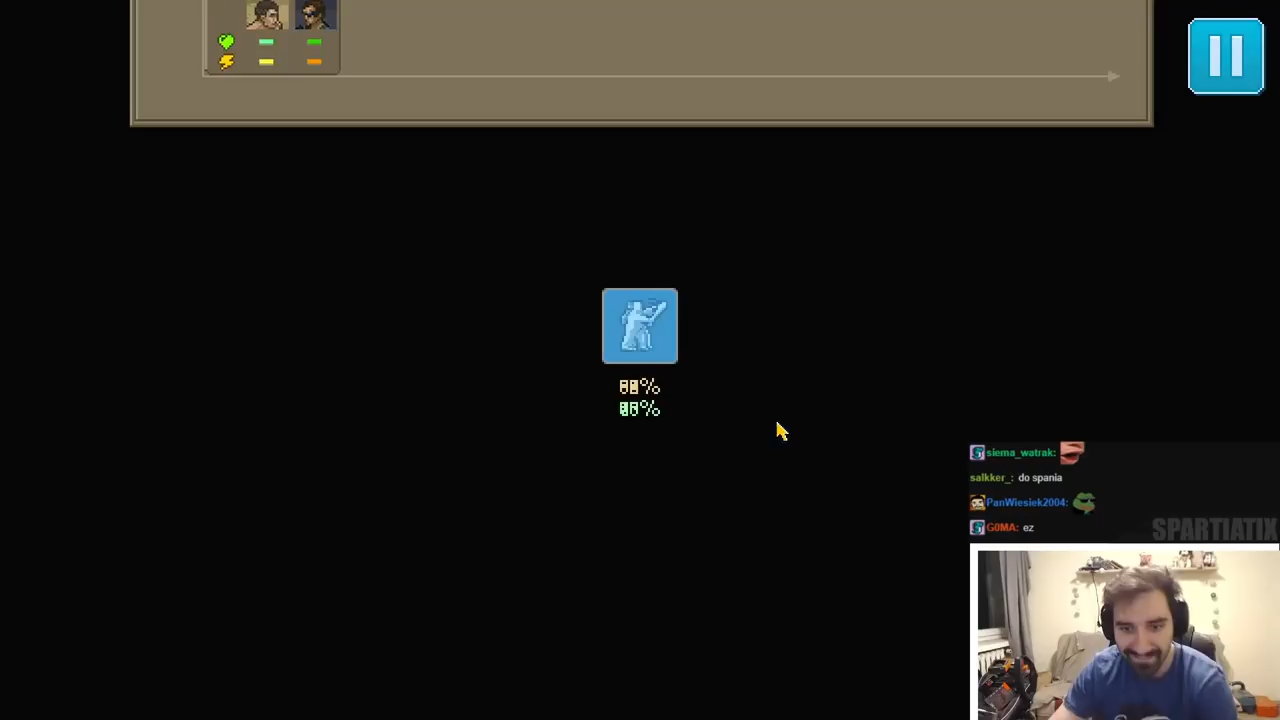 siema_watrak:
salkker_: do spania
PanWiesiek2004:
G0MA: ez
SPARTIATIX